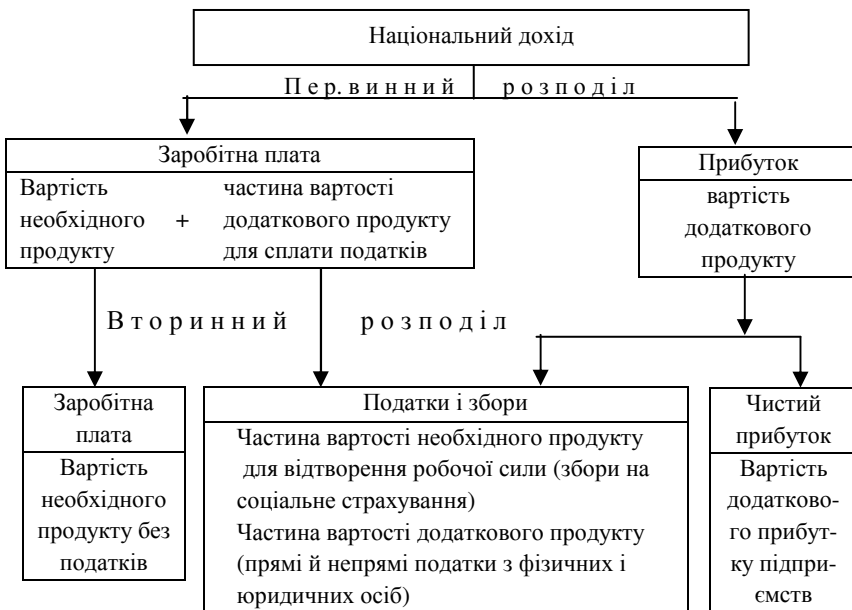 Національний дохід
П е р. в и н н и й     р о з п о д і л
Заробітна плата
Вартість
необхідного
продукту
+
частина вартості
додаткового продукту
для сплати податків
Прибуток
вартість
додаткового
продукту
В т о р и н н и й     р о з п о д і л
Заробітна
плата
Вартість
необхідного
продукту без
податків
Податки і збори
Частина вартості необхідного продукту
для відтворення робочої сили (збори на
соціальне страхування)
Частина вартості додаткового продукту
(прямі й непрямі податки з фізичних і
юридичних осіб)
Чистий
прибуток
Вартість
додатково-
го прибут-
ку підпри-
ємств